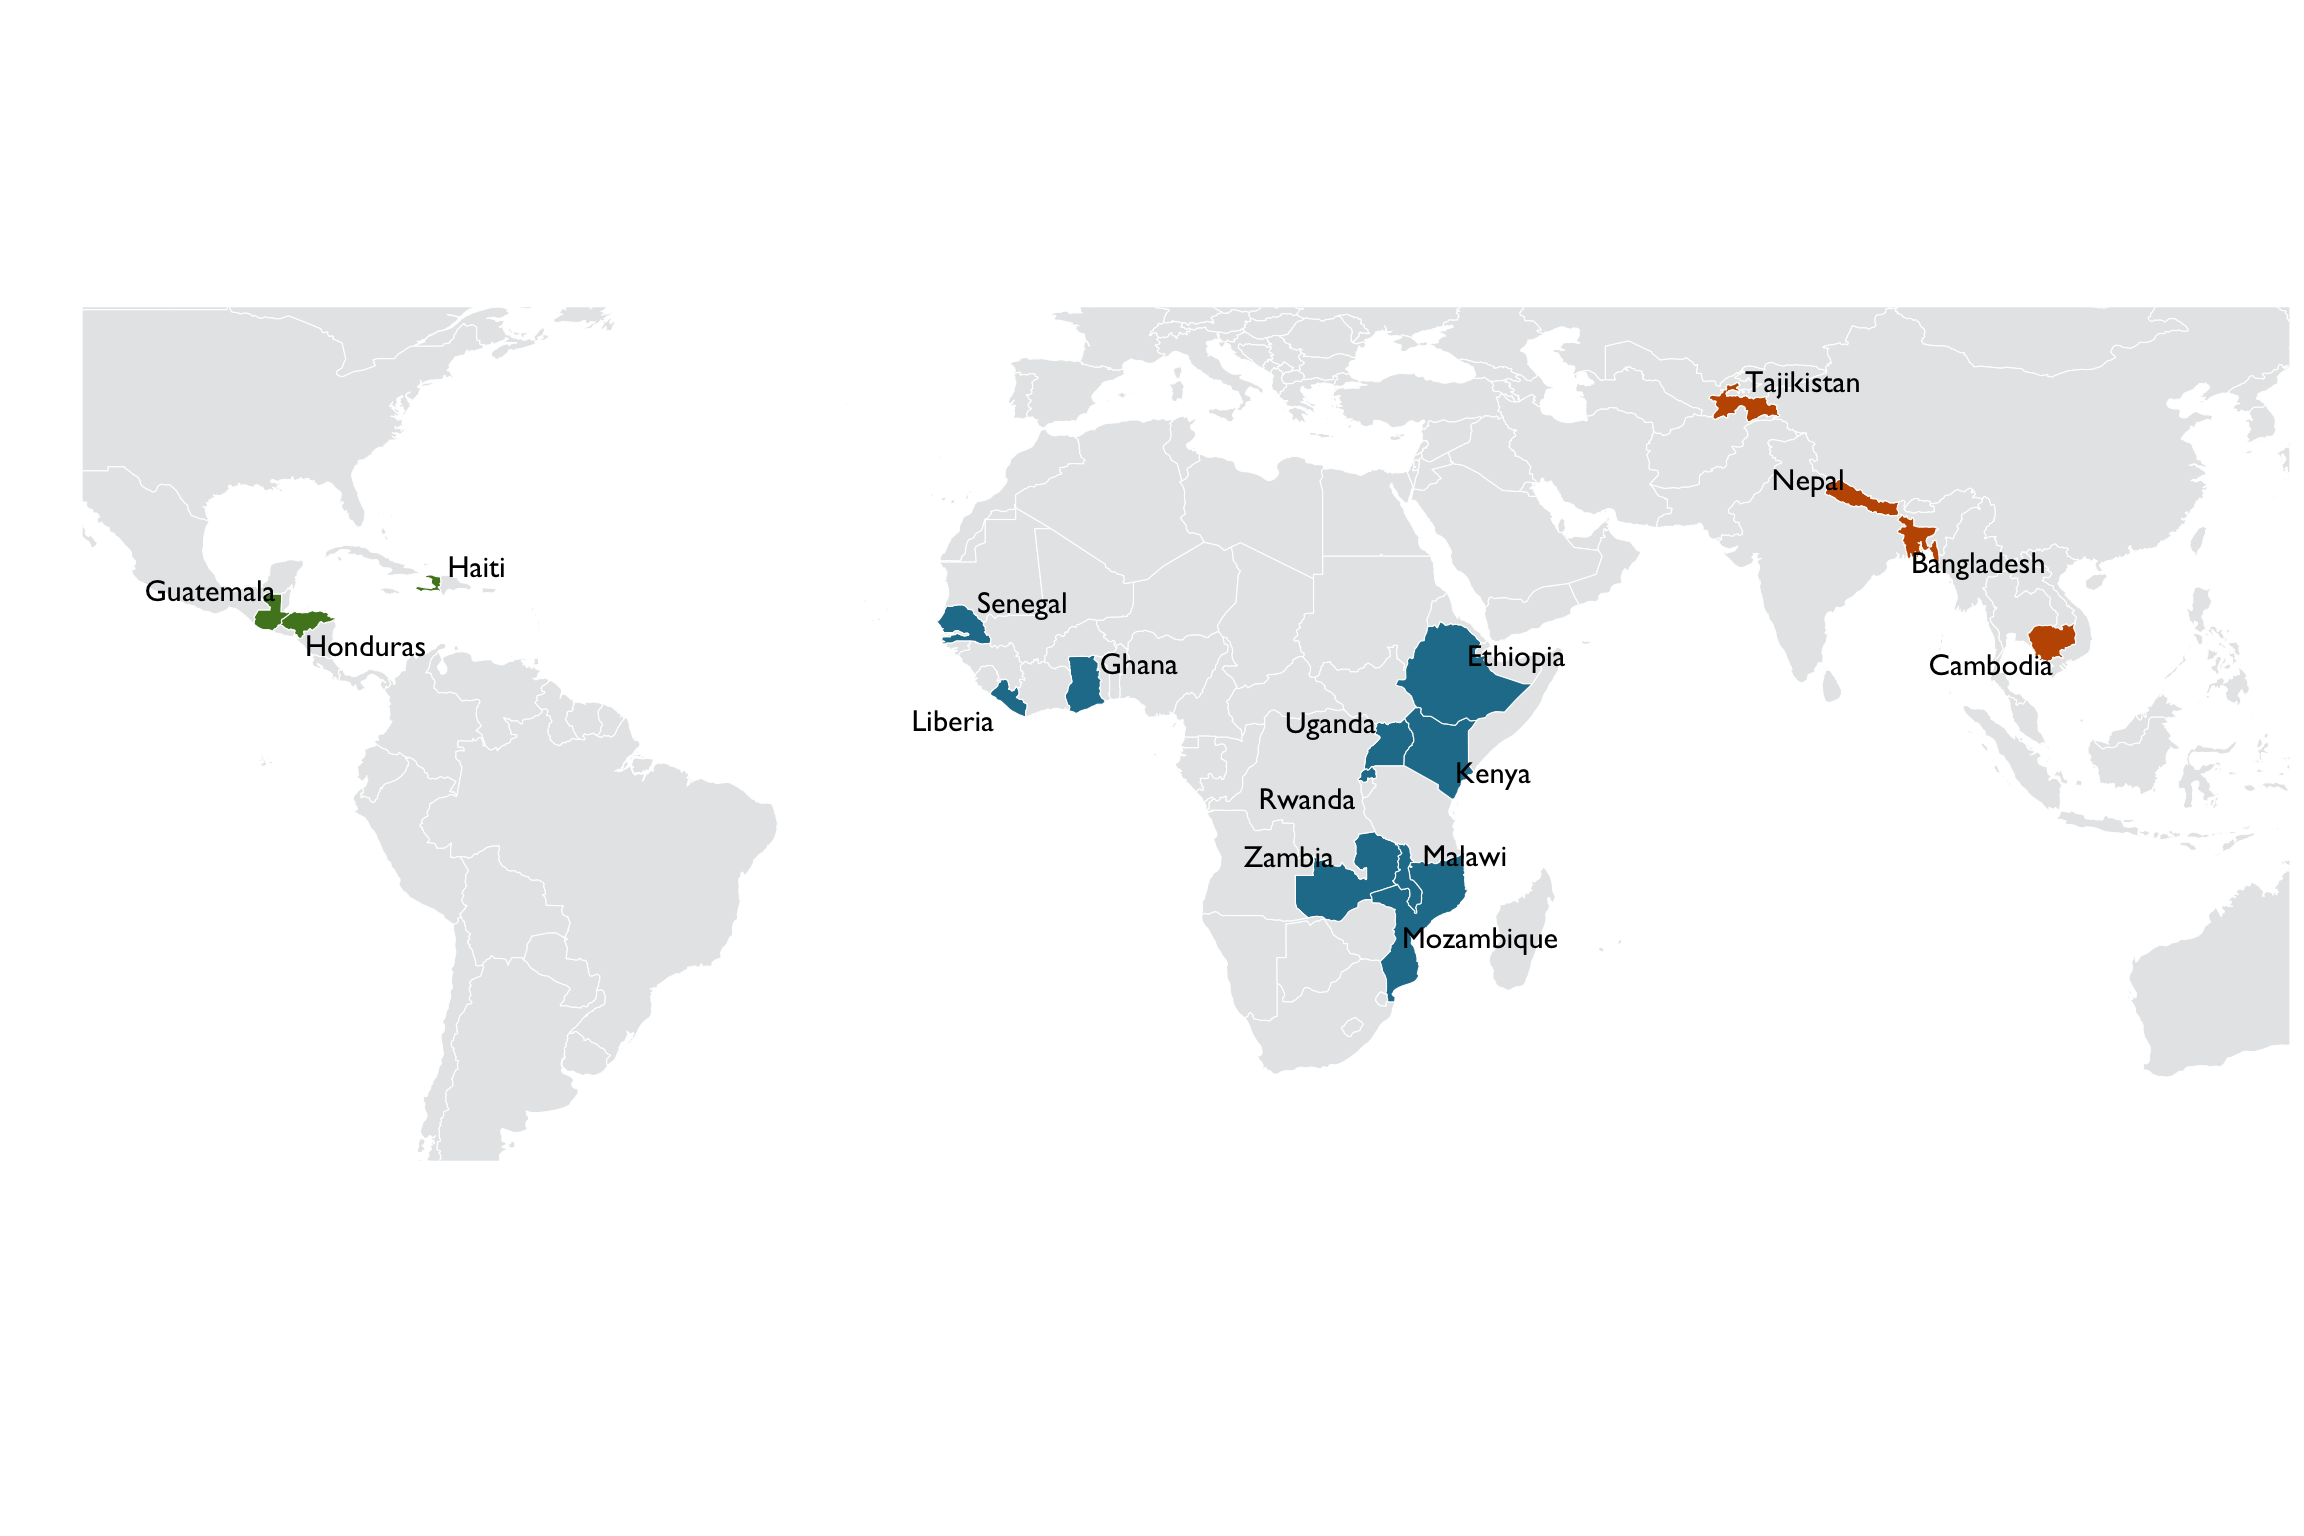 Tajikistan
Nepal
Bangladesh
Haiti
Guatemala
Honduras
Senegal
Ghana
Liberia
Ethiopia
Uganda
Kenya
Rwanda
Cambodia
Zambia
Malawi
Mozambique